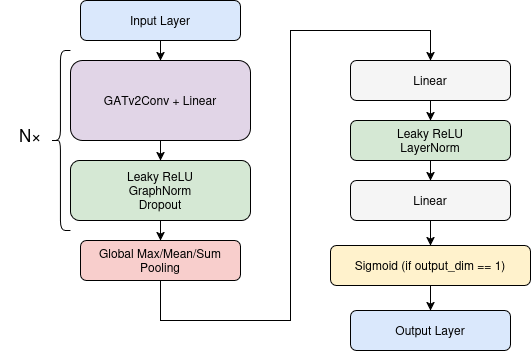 Input Layer
N×
GATv2Conv + Linear
Leaky ReLU
GraphNorm
Dropout
Global Max/Mean/Sum
Pooling
Linear
Leaky ReLU
LayerNorm
Linear
Sigmoid (if output_dim == 1)
Output Layer